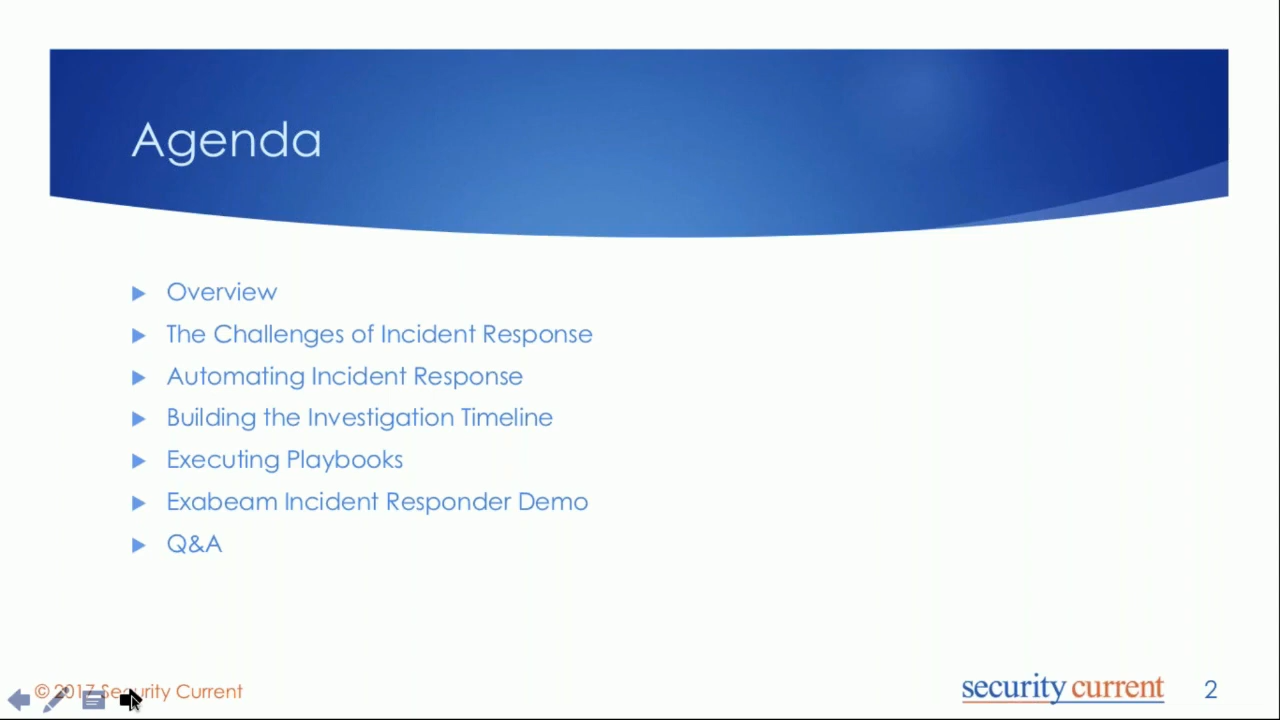 Agenda
Overview
The Challenges of Incident Response
Automating Incident Response
Building the Investigation Timeline
Executing Playbooks
Exabeam Incident Responder Demo
Q&A
© 2017 Security Current
security current
2